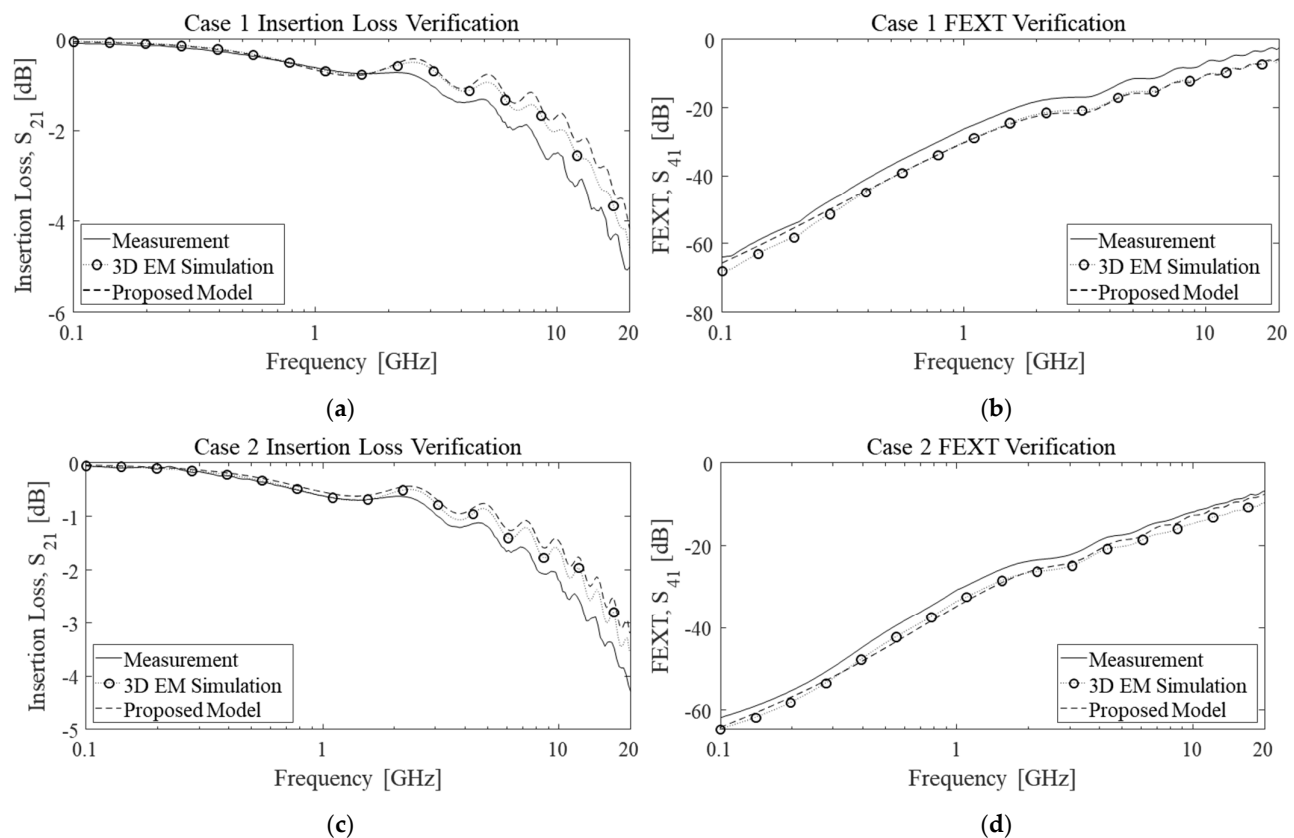 Case 1 Insertion Loss Verification
Insertion Loss, S21 [dB]
0
-2
-4
-6
Measurement
3D EM Simulation
Proposed Model
0.1
1
10
20
Frequency [GHz]
(a)
Case 1 FEXT Verification
FEXT, S41 [dB]
0
-20
-40
-60
-80
Measurement
3D EM Simulation
Proposed Model
0.1
1
10
20
Frequency [GHz]
(b)
Case 2 Insertion Loss Verification
Insertion Loss, S21 [dB]
0
-1
-2
-3
-4
-5
Measurement
3D EM Simulation
Proposed Model
0.1
1
10
20
Frequency [GHz]
(c)
Case 2 FEXT Verification
FEXT, S41 [dB]
0
-20
-40
-60
Measurement
3D EM Simulation
Proposed Model
0.1
1
10
20
Frequency [GHz]
(d)